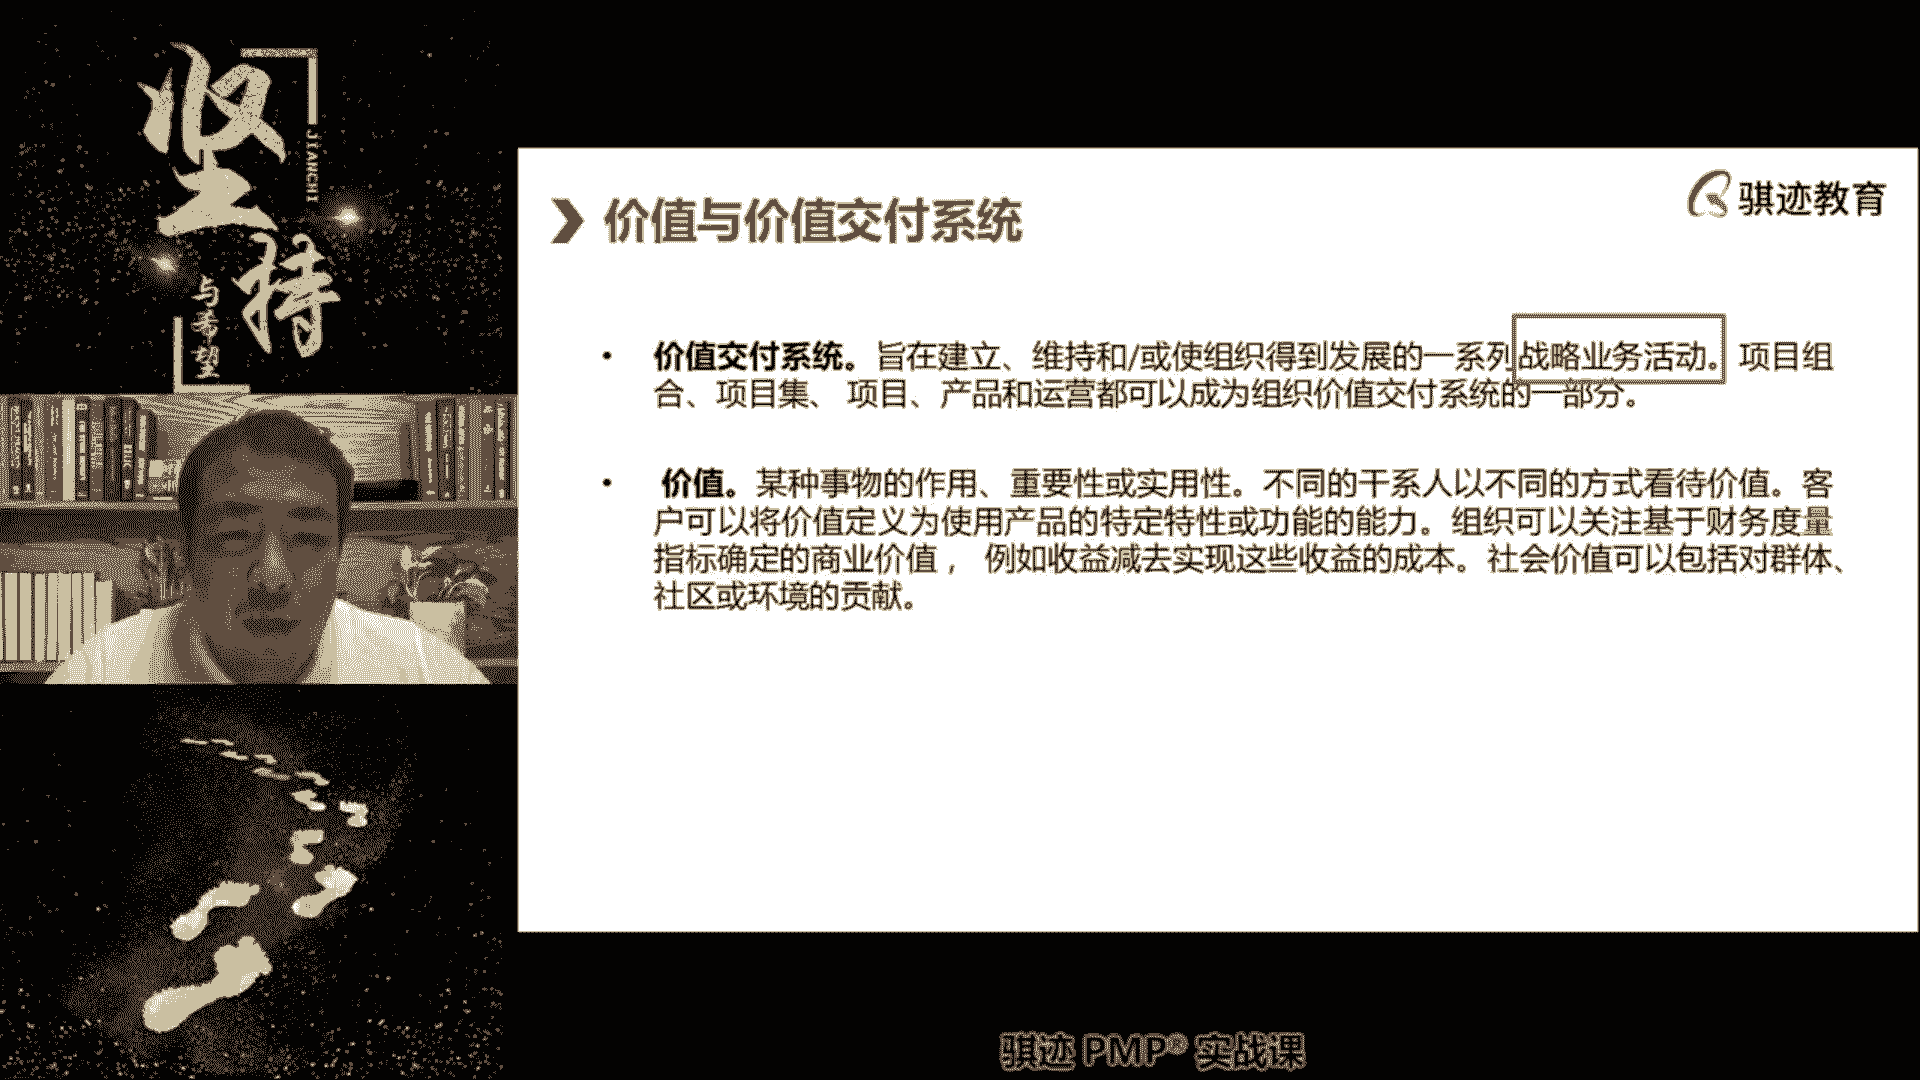 坚持
JIANCHI
与希望
骐迹教育
价值与价值交付系统
• 价值交付系统。旨在建立、维持和/或使组织得到发展的一系列战略业务活动。 项目组
合、项目集、 项目、产品和运营都可以成为组织价值交付系统的一部分。
• 价值。某种事物的作用、重要性或实用性。不同的干系人以不同的方式看待价值。客
户可以将价值定义为使用产品的特定特性或功能的能力。组织可以关注基于财务度量
指标确定的商业价值， 例如收益减去实现这些收益的成本。社会价值可以包括对群体、
社区或环境的贡献。
骐迹 PMP® 实战课